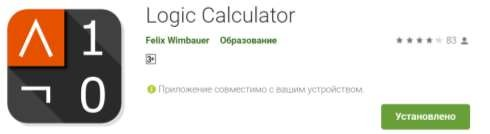 Logic Calculator
Felix Wimbauer Образование 83
3+
Приложение совместимо с вашим устройством.
Установлено
Λ 1
¬ 0